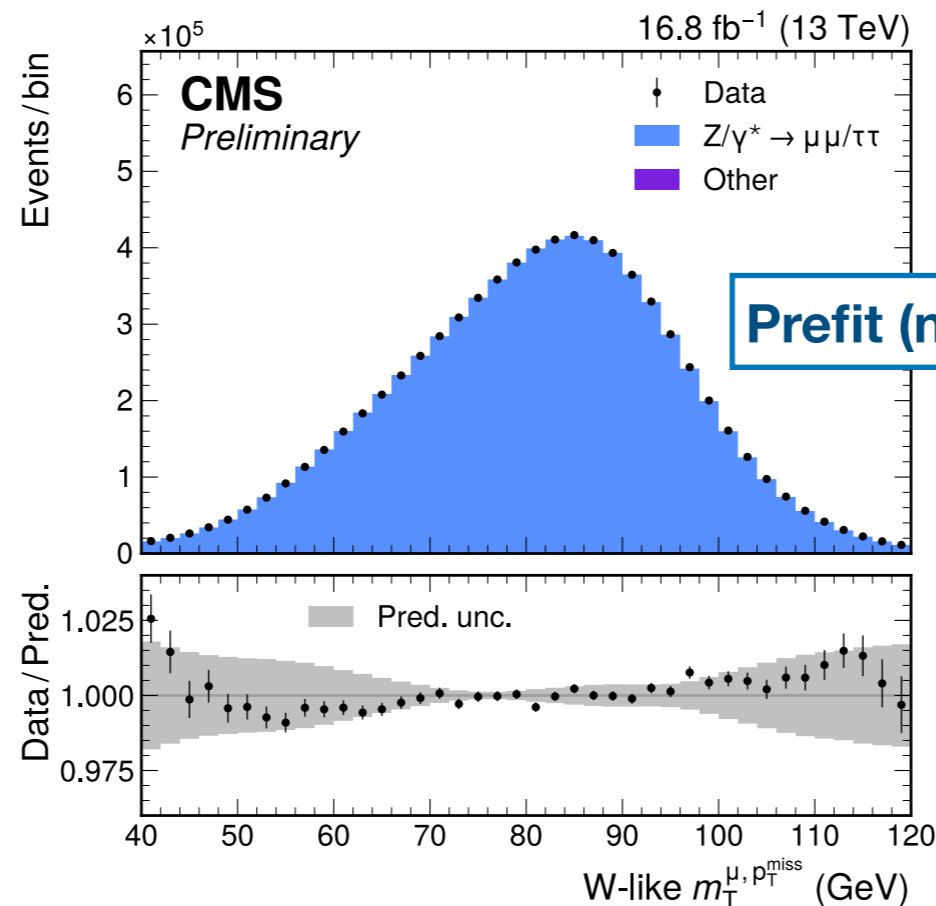 ×10⁵
16.8 fb⁻¹ (13 TeV)
CMS
Preliminary
Data
Z/γ* → μμ/ττ
Other
Events / bin
6
5
4
3
2
1
0
Prefit (n
Pred. unc.
Data / Pred.
1.025
1.000
0.975
40 50 60 70 80 90 100 110 120
W-like m_T^{μ, p_T^{miss}} (GeV)